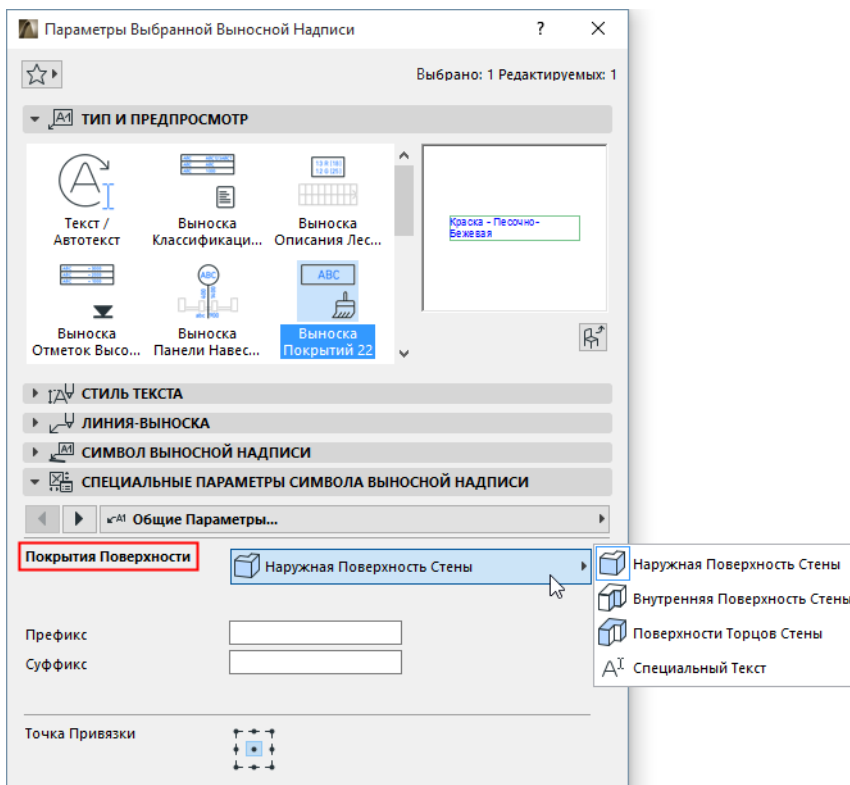 Параметры Выбранной Выносной Надписи
?
Выбрано: 1 Редактируемых: 1
A1 ТИП И ПРЕДПРОСМОТР
Текст /
Автотекст
Выноска
Классификаци...
Выноска
Описания Лес...
Выноска
Отметок Высо...
ABC
Выноска
Панели Навес...
ABC
Выноска
Покрытий 22
Краска - Песочно-
Бежевая
СТИЛЬ ТЕКСТА
ЛИНИЯ-ВЫНОСКА
A1 СИМВОЛ ВЫНОСНОЙ НАДПИСИ
СПЕЦИАЛЬНЫЕ ПАРАМЕТРЫ СИМВОЛА ВЫНОСНОЙ НАДПИСИ
A1 Общие Параметры...
Покрытия Поверхности
Наружная Поверхность Стены
Наружная Поверхность Стены
Внутренняя Поверхность Стены
Поверхности Торцов Стены
Специальный Текст
Префикс
Суффикс
Точка Привязки